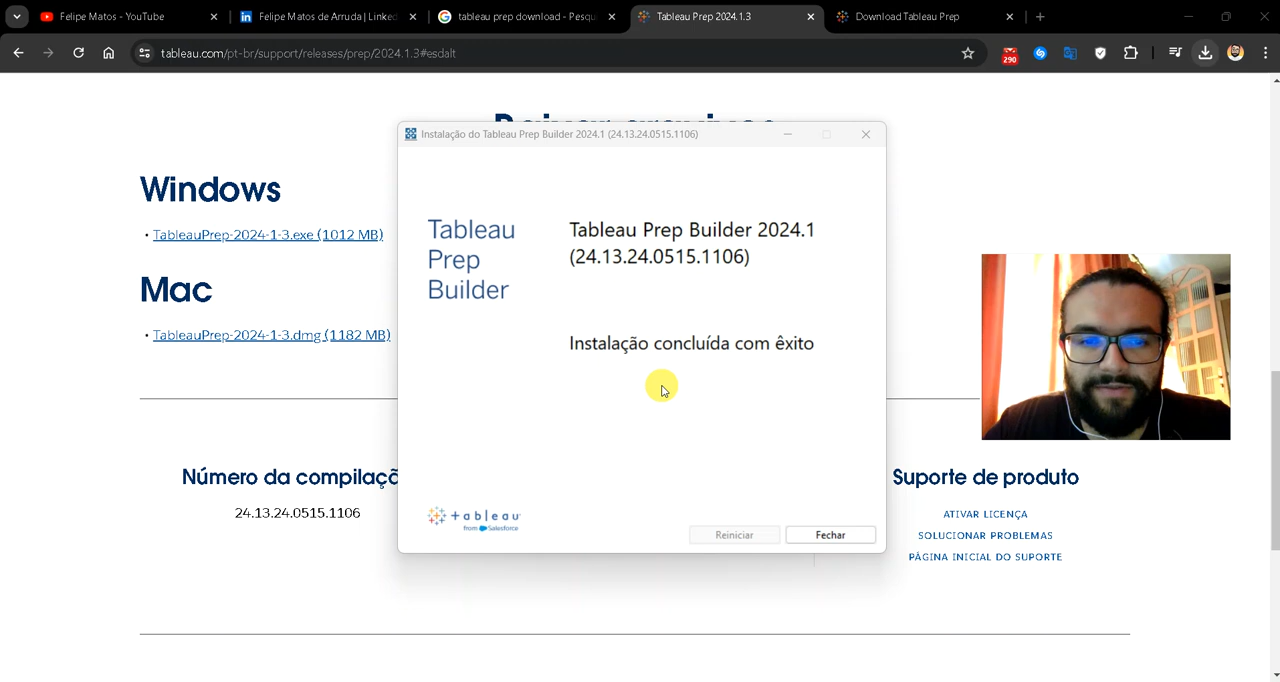 Felipe Matos - YouTube
Felipe Matos de Arruda | Linked
tableau prep download - Pesqu
Tableau Prep 2024.1.3
Download Tableau Prep
tableau.com/pt-br/support/releases/prep/2024.1.3#esdalt
290
Windows
• TableauPrep-2024-1-3.exe (1012 MB)
Mac
• TableauPrep-2024-1-3.dmg (1182 MB)
Instalação do Tableau Prep Builder 2024.1 (24.13.24.0515.1106)
Tableau
Prep
Builder
Tableau Prep Builder 2024.1
(24.13.24.0515.1106)
Instalação concluída com êxito
+ableau
from Salesforce
Reiniciar
Fechar
Número da compilaçã
24.13.24.0515.1106
Suporte de produto
ATIVAR LICENÇA
SOLUCIONAR PROBLEMAS
PÁGINA INICIAL DO SUPORTE